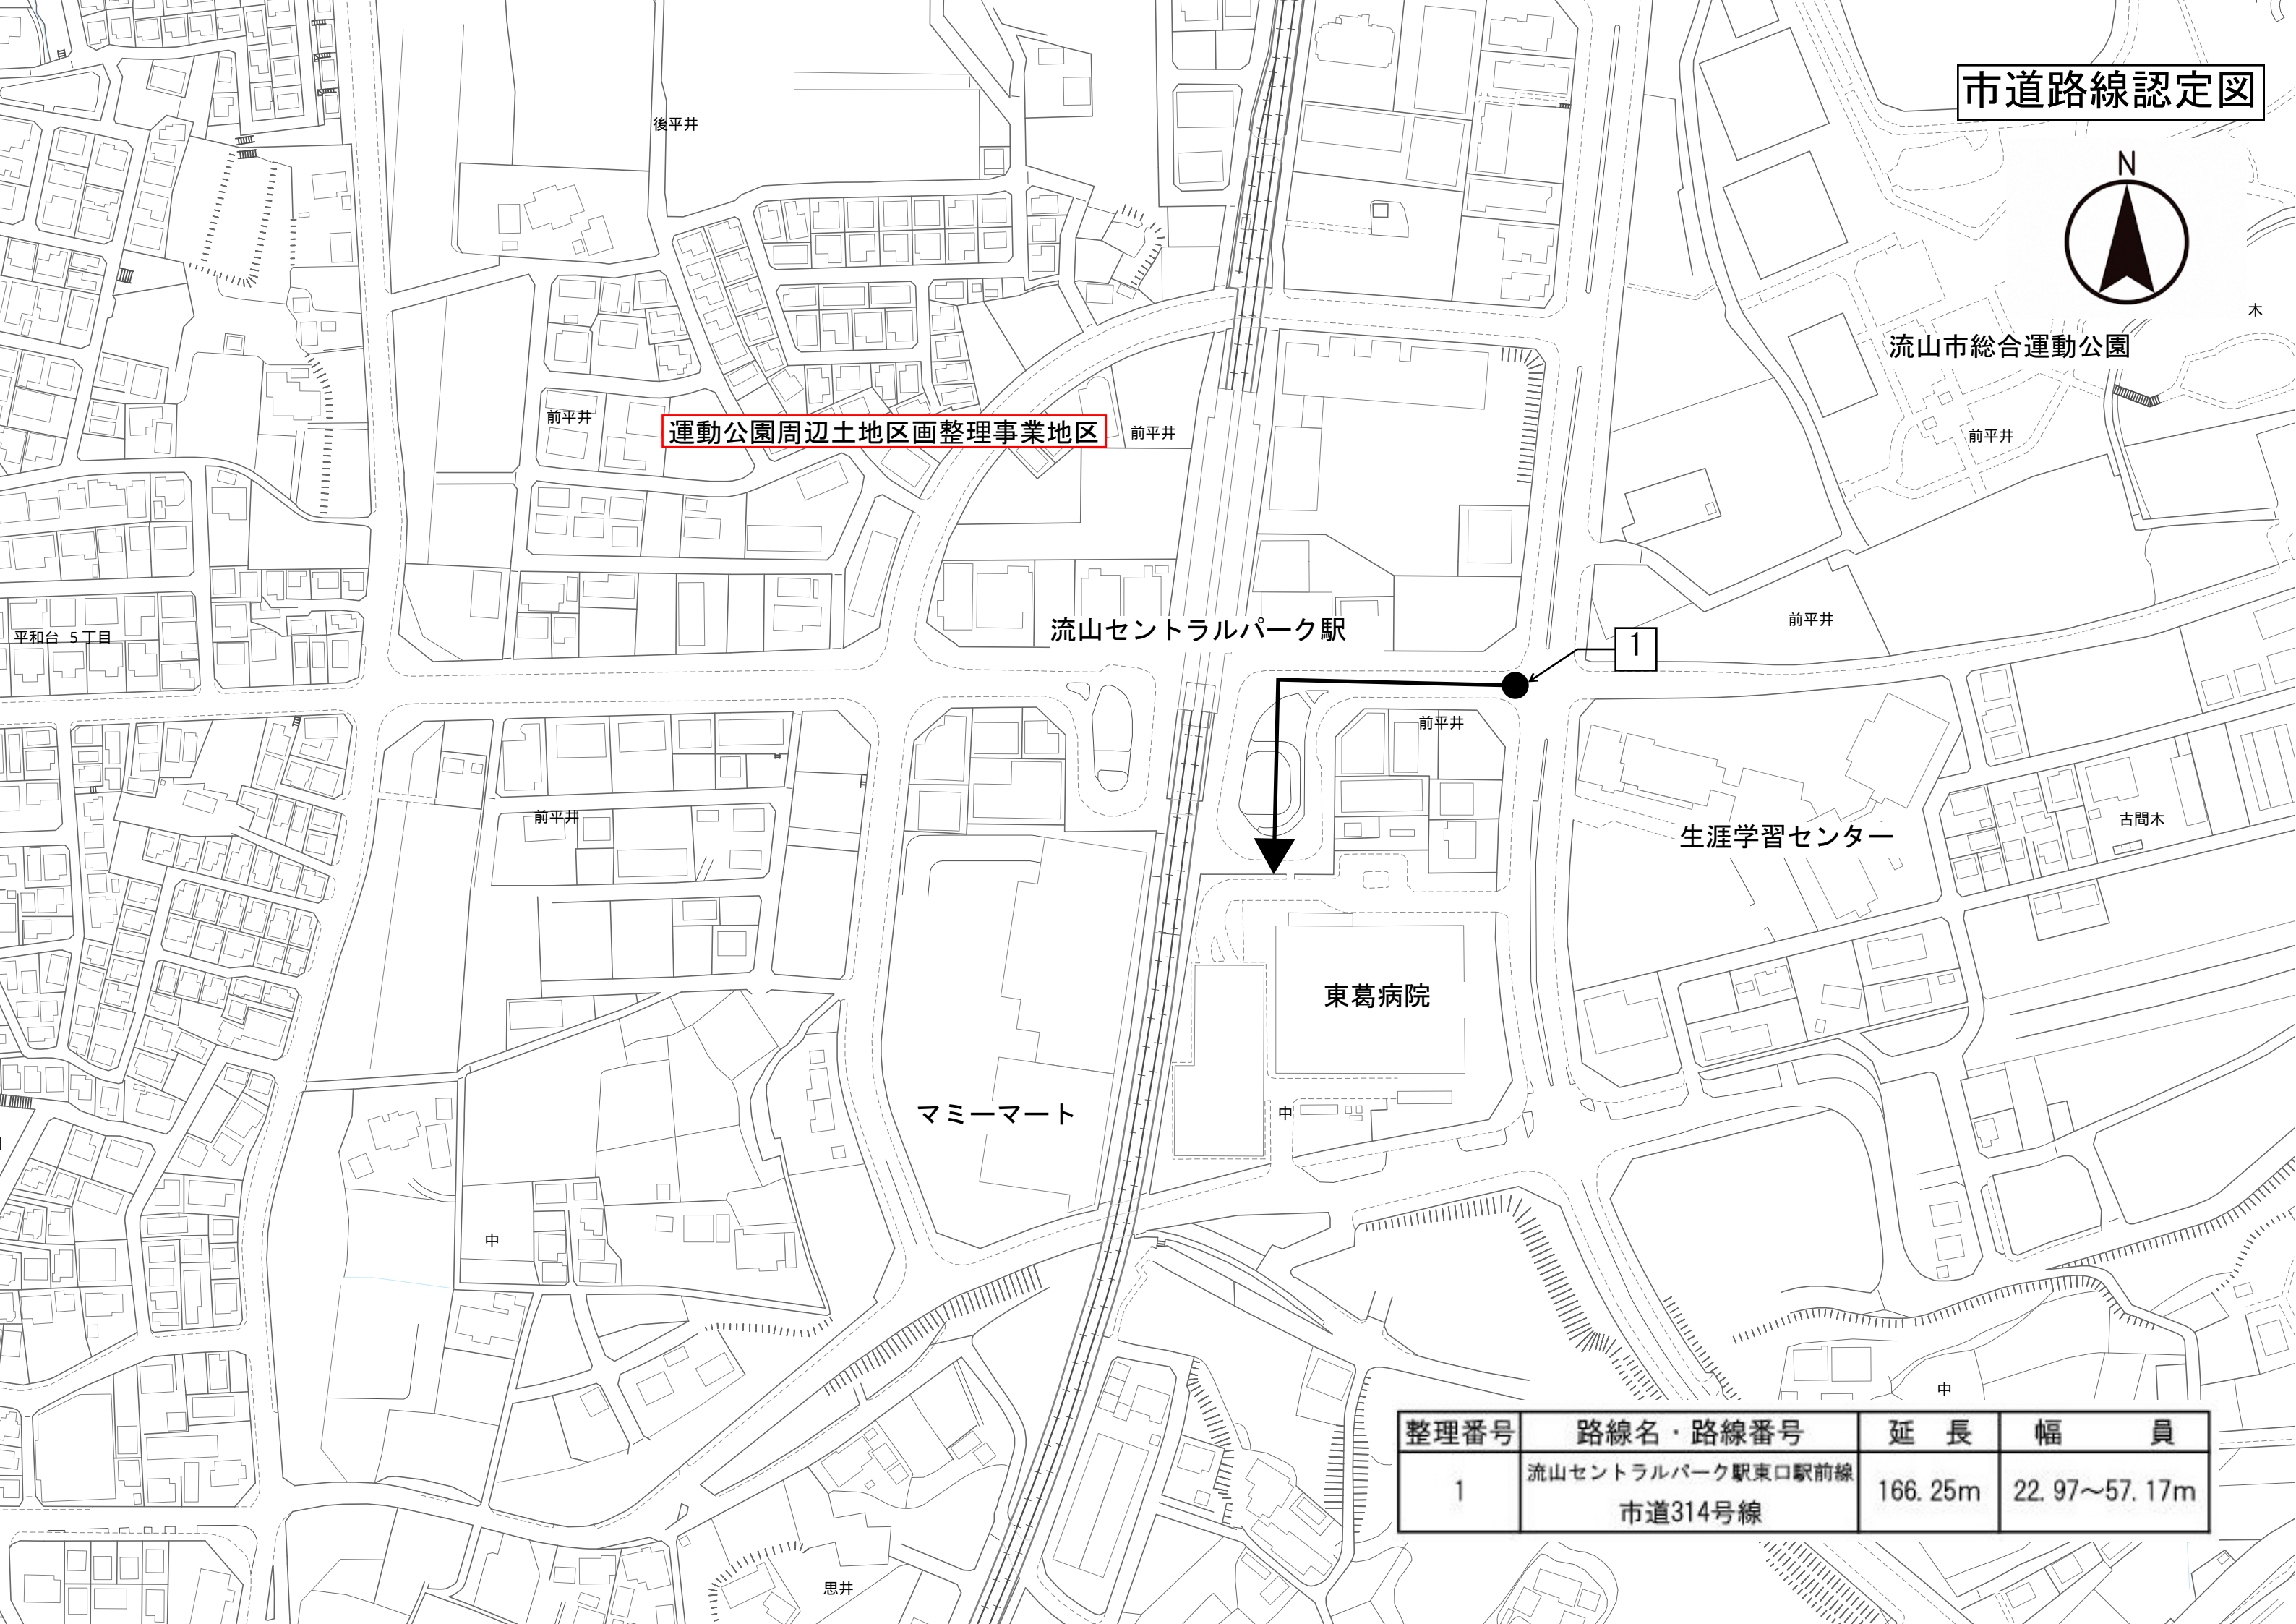 市道路線認定図
後平井
N
木
流山市総合運動公園
前平井
運動公園周辺土地区画整理事業地区
前平井
前平井
平和台 5丁目
流山セントラルパーク駅
前平井
1
前平井
前平井
生涯学習センター
古間木
東葛病院
マミーマート
中
中
中
整理番号 路線名・路線番号 延 長 幅 員
1 流山セントラルパーク駅東口駅前線 166.25m 22.97～57.17m
市道314号線
思井